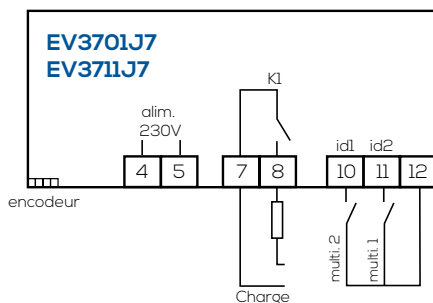 EV3701J7
EV3711J7
K1
alim.
230V
id1 id2
4 5 7 8 10 11 12
encodeur
multi. 2
multi. 1
Charge